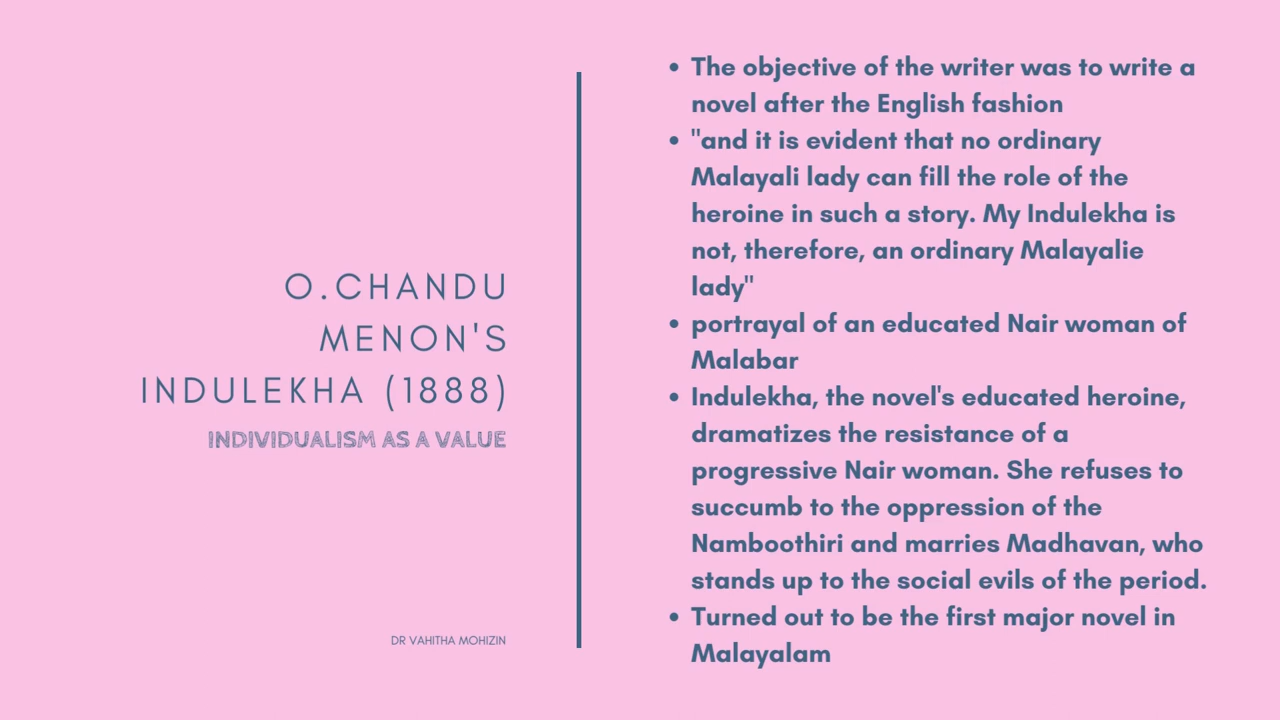 O.CHANDU
MENON'S
INDULEKHA (1888)
INDIVIDUALISM AS A VALUE
DR VAHITHA MOHIZIN
• The objective of the writer was to write a
novel after the English fashion
• "and it is evident that no ordinary
Malayali lady can fill the role of the
heroine in such a story. My Indulekha is
not, therefore, an ordinary Malayalie
lady"
• portrayal of an educated Nair woman of
Malabar
• Indulekha, the novel's educated heroine,
dramatizes the resistance of a
progressive Nair woman. She refuses to
succumb to the oppression of the
Namboothiri and marries Madhavan, who
stands up to the social evils of the period.
• Turned out to be the first major novel in
Malayalam